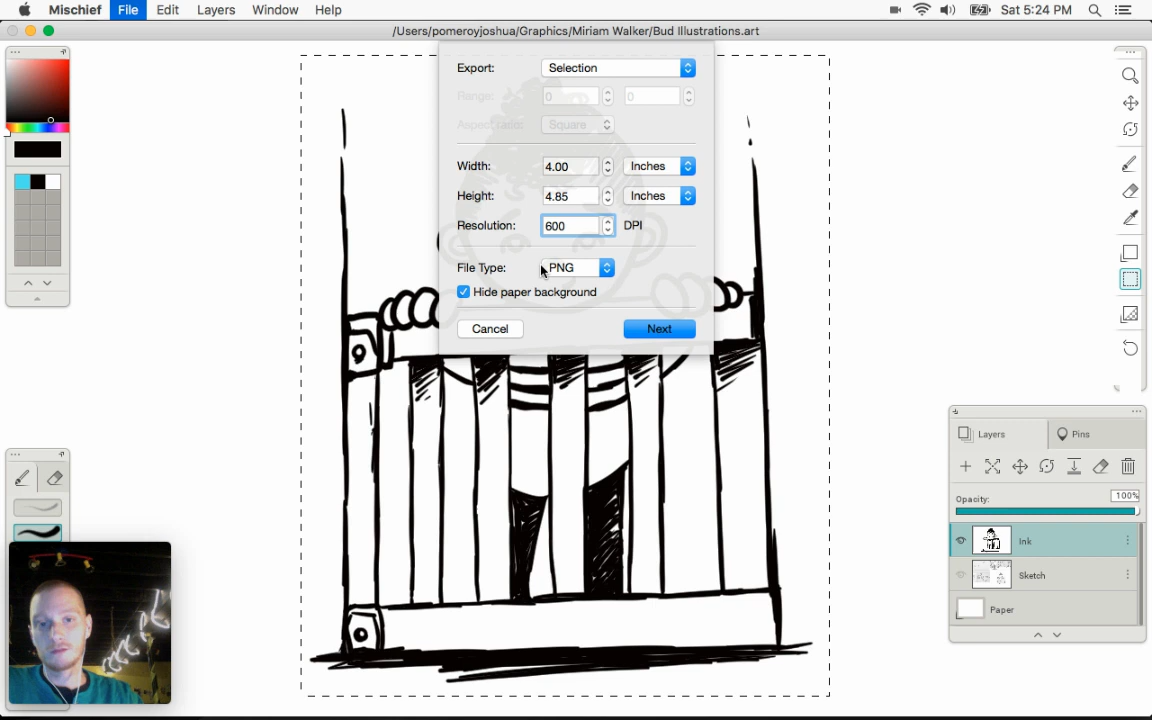 Mischief File Edit Layers Window Help Sat 5:24 PM
/Users/pomeroyjoshua/Graphics/Miriam Walker/Bud Illustrations.art
Export: Selection
Range: 0 0
Aspect ratio: Square
Width: 4.00 Inches
Height: 4.85 Inches
Resolution: 600 DPI
File Type: PNG
Hide paper background
Cancel Next
Layers Pins
Opacity: 100%
Ink
Sketch
Paper